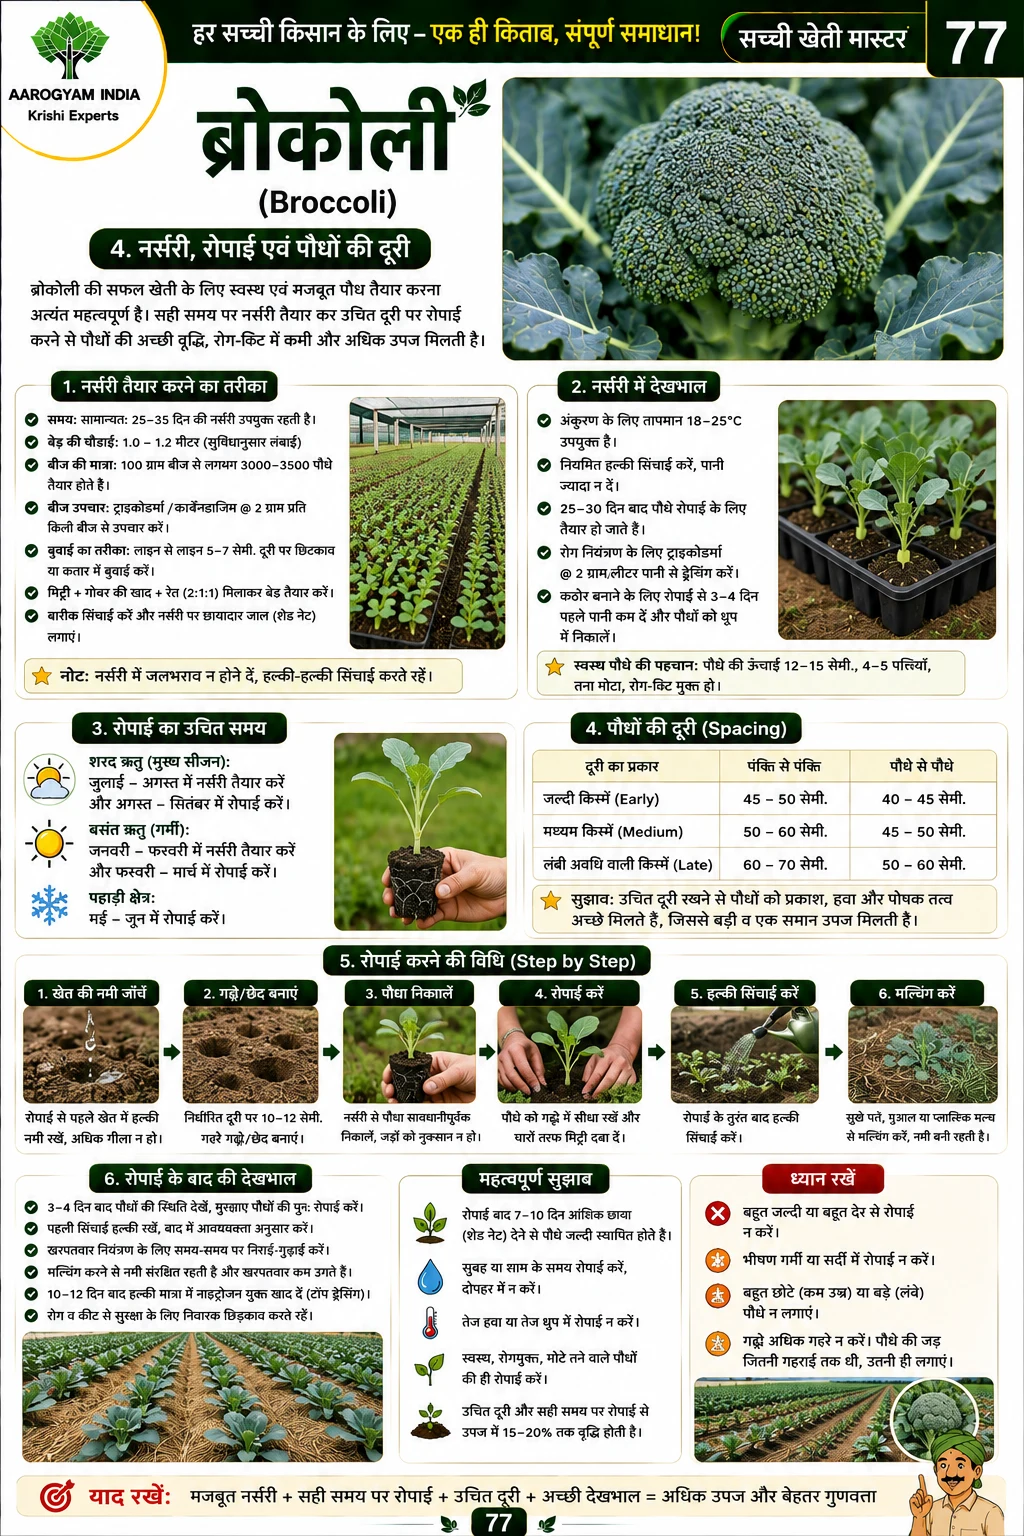 AAROGYAM INDIA
Krishi Experts
हर सच्ची किसान के लिए – एक ही किताब, संपूर्ण समाधान!
सच्ची खेती मास्टर
77
ब्रोकोली
(Broccoli)
4. नर्सरी, रोपाई एवं पौधों की दूरी
ब्रोकोली की सफल खेती के लिए स्वस्थ एवं मजबूत पौध तैयार करना
अत्यंत महत्वपूर्ण है। सही समय पर नर्सरी तैयार कर उचित दूरी पर रोपाई
करने से पौधों की अच्छी वृद्धि, रोग-किट में कमी और अधिक उपज मिलती है।
1. नर्सरी तैयार करने का तरीका
समय: सामान्यत: 25–35 दिन की नर्सरी उपयुक्त रहती है।
बेड़ की चौडाई: 1.0 – 1.2 मीटर (सुविधानुसार लंबाई)
बीज की मात्रा: 100 ग्राम बीज से लगभग 3000–3500 पौधे
तैयार होते हैं।
बीज उपचार: ट्राइकोडर्मा / कार्बेनडाजिम @ 2 ग्राम प्रति
किली बीज से उपचार करें।
बुवाई का तरीका: लाइन से लाइन 5–7 सेमी. दूरी पर छिटकाव
या कतार में बुवाई करें।
मिट्टी + गोबर की खाद + रेत (2:1:1) मिलाकर बेड तैयार करें।
बारीक सिंचाई करें और नर्सरी पर छायादार जाल (शेड नेट)
लगाएं।
नोट: नर्सरी में जलभराव न होने दें, हल्की-हल्की सिंचाई करते रहें।
2. नर्सरी में देखभाल
अंकुरण के लिए तापमान 18–25°C
उपयुक्त है।
नियमित हल्की सिंचाई करें, पानी
ज्यादा न दें।
25–30 दिन बाद पौधे रोपाई के लिए
तैयार हो जाते हैं।
रोग नियंत्रण के लिए ट्राइकोडर्मा
@ 2 ग्राम/लीटर पानी से ड्रेंचिंग करें।
कठोर बनाने के लिए रोपाई से 3–4 दिन
पहले पानी कम दें और पौधों को धूप
में निकालें।
स्वस्थ पौधे की पहचान: पौधे की ऊँचाई 12–15 सेमी., 4–5 पत्तियाँ,
तना मोटा, रोग-किट मुक्त हो।
3. रोपाई का उचित समय
शरद ऋतु (मुख्य सीजन):
जुलाई – अगस्त में नर्सरी तैयार करें
और अगस्त – सितंबर में रोपाई करें।
बसंत ऋतु (गर्मी):
जनवरी – फरवरी में नर्सरी तैयार करें
और फरवरी – मार्च में रोपाई करें।
पहाड़ी क्षेत्र:
मई – जून में रोपाई करें।
4. पौधों की दूरी (Spacing)
दूरी का प्रकार पंक्ति से पंक्ति पौधे से पौधे
जल्दी किस्में (Early) 45 – 50 सेमी. 40 – 45 सेमी.
मध्यम किस्में (Medium) 50 – 60 सेमी. 45 – 50 सेमी.
लंबी अवधि वाली किस्में (Late) 60 – 70 सेमी. 50 – 60 सेमी.
सुझाव: उचित दूरी रखने से पौधों को प्रकाश, हवा और पोषक तत्व
अच्छे मिलते हैं, जिससे बड़ी व एक समान उपज मिलती है।
5. रोपाई करने की विधि (Step by Step)
1. खेत की नमी जाँचें
रोपाई से पहले खेत में हल्की
नमी रखें, अधिक गीला न हो।
2. गड्ढे/छेद बनाएं
निर्धारित दूरी पर 10–12 सेमी.
गहरे गड्ढे/छेद बनाएं।
3. पौधा निकालें
नर्सरी से पौधा सावधानीपूर्वक
निकालें, जड़ों को नुकसान न हो।
4. रोपाई करें
पौधे को गड्ढे में सीधा रखें और
चारों तरफ मिट्टी दबा दें।
5. हल्की सिंचाई करें
रोपाई के तुरंत बाद हल्की
सिंचाई करें।
6. मल्चिंग करें
सूखे पत्ते, पुआल या प्लास्टिक मल्च
से मल्चिंग करें, नमी बनी रहती है।
6. रोपाई के बाद की देखभाल
3–4 दिन बाद पौधों की स्थिति देखें, मुरझाए पौधों की पुन: रोपाई करें।
पहली सिंचाई हल्की रखें, बाद में आवश्यकता अनुसार करें।
खरपतवार नियंत्रण के लिए समय-समय पर निराई-गुढ़ाई करें।
मल्चिंग करने से नमी संरक्षित रहती है और खरपतवार कम उगते हैं।
10–12 दिन बाद हल्की मात्रा में नाइट्रोजन युक्त खाद दें (टॉप ड्रेसिंग)।
रोग व कीट से सुरक्षा के लिए निवारक छिड़काव करते रहें।
महत्वपूर्ण सुझाब
रोपाई बाद 7–10 दिन आंशिक छाया
(शेड नेट) देने से पौधे जल्दी स्थापित होते हैं।
सुबह या शाम के समय रोपाई करें,
दोपहर में न करें।
तेज हवा या तेज धूप में रोपाई न करें।
स्वस्थ, रोगयुक्त, मोटे तने वाले पौधों
की ही रोपाई करें।
उचित दूरी और सही समय पर रोपाई से
उपज में 15–20% तक वृद्धि होती है।
ध्यान रखें
बहुत जल्दी या बहुत देर से रोपाई
न करें।
भीषण गर्मी या सर्दी में रोपाई न करें।
बहुत छोटे (कम उम्र) या बड़े (लंबे)
पौधे न लगाएं।
गढ्ढे अधिक गहरे न करें। पौधे की जड़
जितनी गहराई तक थी, उतनी ही लगाएं।
याद रखें: मजबूत नर्सरी + सही समय पर रोपाई + उचित दूरी + अच्छी देखभाल = अधिक उपज और बेहतर गुणवत्ता
77